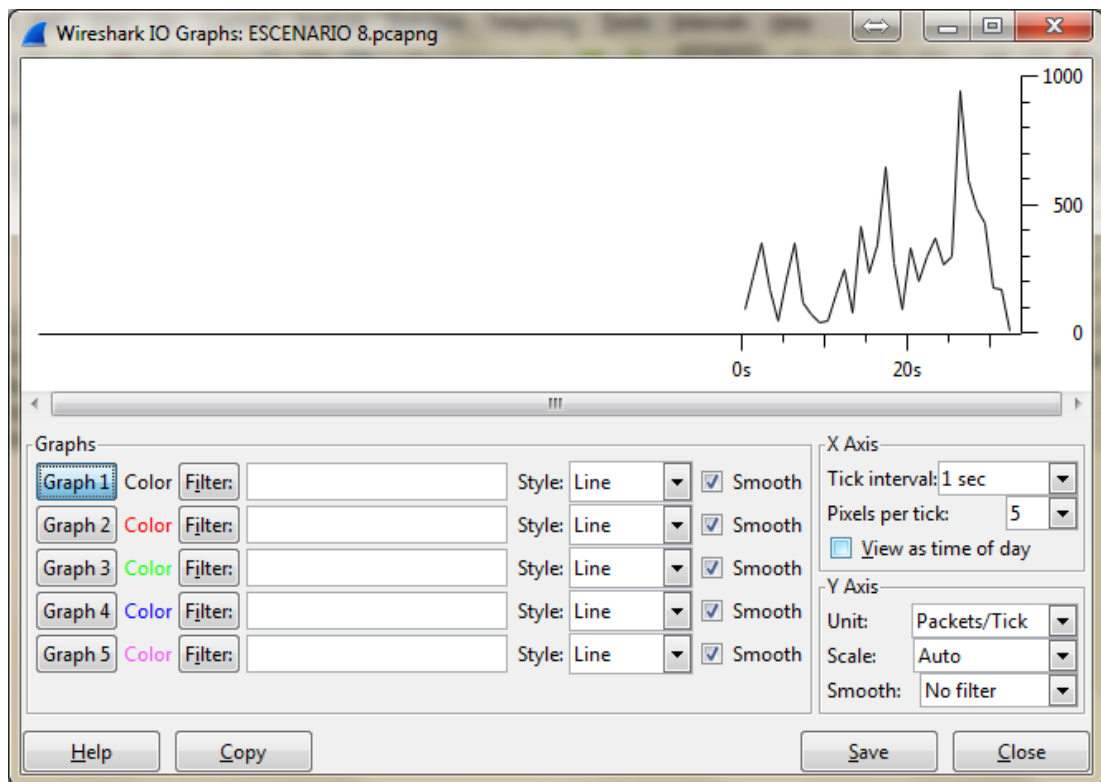 Wireshark IO Graphs: ESCENARIO 8.pcapng
1000
500
0
0s 20s
Graphs
Graph 1 Color Filter: Style: Line Smooth
Graph 2 Color Filter: Style: Line Smooth
Graph 3 Color Filter: Style: Line Smooth
Graph 4 Color Filter: Style: Line Smooth
Graph 5 Color Filter: Style: Line Smooth
X Axis
Tick interval: 1 sec
Pixels per tick: 5
View as time of day
Y Axis
Unit: Packets/Tick
Scale: Auto
Smooth: No filter
Help Copy Save Close